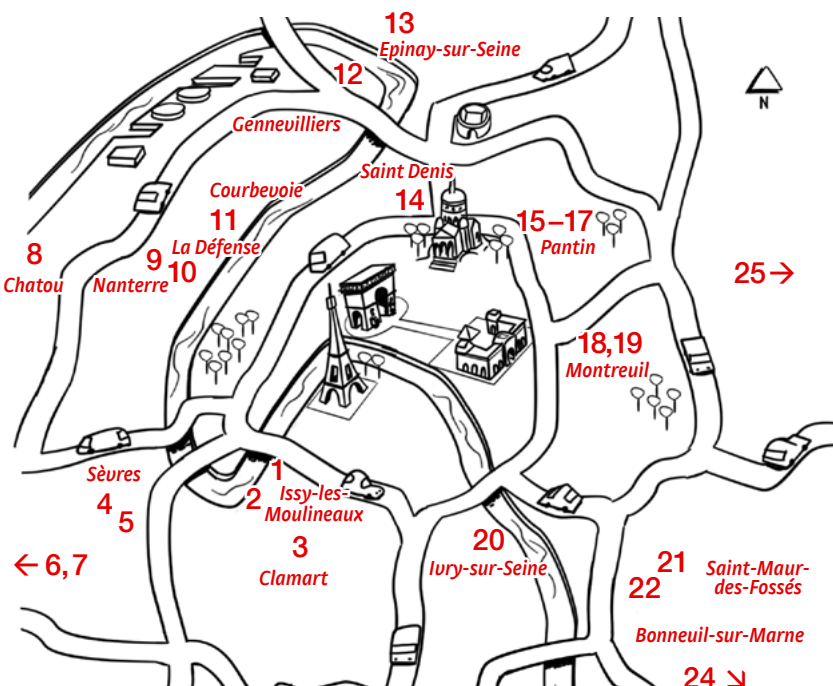 13
Epinay-sur-Seine
12
N
Gennevilliers
Saint Denis
Courbevoie
14
11
15–17
La Défense
Pantin
8
9
10
Chatou
Nanterre
25→
18,19
Montreuil
Sèvres
1
4
2
Issy-les-
Moulineaux
5
3
20
←6,7
Clamart
Ivry-sur-Seine
21
Saint-Maur-
des-Fossés
22
Bonneuil-sur-Marne
24 ↘